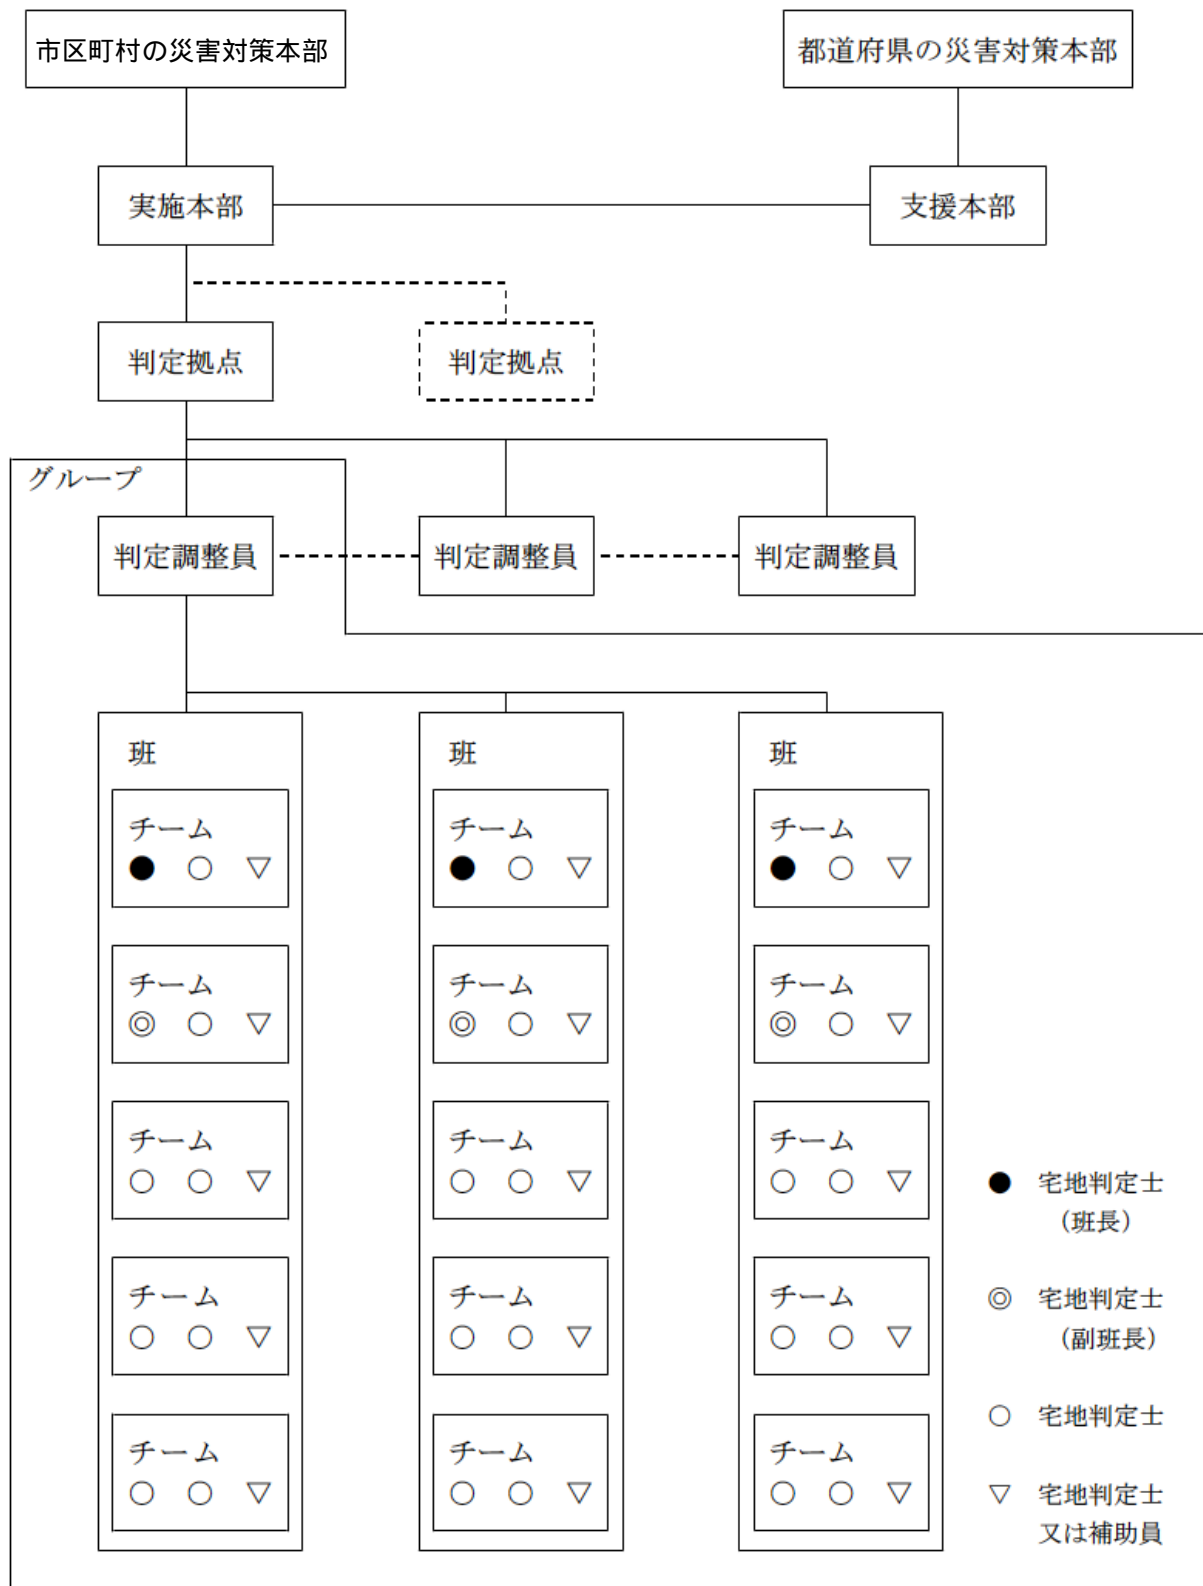 市区町村の災害対策本部
都道府県の災害対策本部
実施本部
支援本部
判定拠点
判定拠点
グループ
判定調整員
判定調整員
判定調整員
班
班
班
チーム
● ○ ▽
チーム
● ○ ▽
チーム
● ○ ▽
チーム
◎ ○ ▽
チーム
◎ ○ ▽
チーム
◎ ○ ▽
チーム
○ ○ ▽
チーム
○ ○ ▽
チーム
○ ○ ▽
チーム
○ ○ ▽
チーム
○ ○ ▽
チーム
○ ○ ▽
チーム
○ ○ ▽
チーム
○ ○ ▽
チーム
○ ○ ▽
● 宅地判定士
（班長）
◎ 宅地判定士
（副班長）
○ 宅地判定士
▽ 宅地判定士
又は補助員